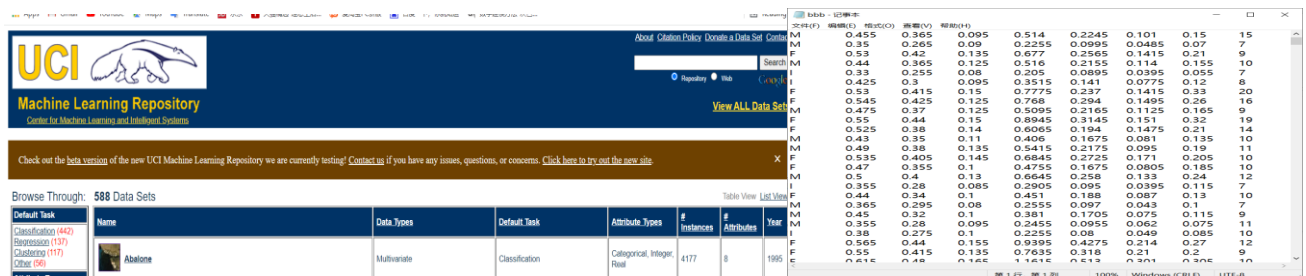 Apps
Gmail
YouTube
Maps
Translate
About Citation Policy Donate a Data Set Contac
UCI
Search
Repository Web
Google
Machine Learning Repository
Center for Machine Learning and Intelligent Systems
View ALL Data Sets
Check out the beta version of the new UCI Machine Learning Repository we are currently testing! Contact us if you have any issues, questions, or concerns. Click here to try out the new site.
X
Browse Through:
588 Data Sets
Table View List View
Default Task
Classification (442)
Regression (137)
Clustering (117)
Other (56)
Name
Data Types
Default Task
Attribute Types
# Instances
# Attributes
Year
Abalone
Multivariate
Classification
Categorical, Integer, Real
4177
8
1995
bbb - 记事本
文件(F) 编辑(E) 格式(O) 查看(V) 帮助(H)
M 0.455 0.365 0.095 0.514 0.2245 0.101 0.15 15
M 0.35 0.265 0.09 0.2255 0.0995 0.0485 0.07 7
F 0.53 0.42 0.135 0.677 0.2565 0.1415 0.21 9
M 0.44 0.365 0.125 0.516 0.2155 0.114 0.155 10
I 0.33 0.255 0.08 0.205 0.0895 0.0395 0.055 7
I 0.425 0.3 0.095 0.3515 0.141 0.0775 0.12 8
F 0.53 0.415 0.15 0.7775 0.237 0.1415 0.33 20
F 0.545 0.425 0.125 0.768 0.294 0.1495 0.26 16
M 0.475 0.37 0.125 0.5095 0.2165 0.1125 0.165 9
F 0.55 0.44 0.15 0.8945 0.3145 0.151 0.32 19
F 0.525 0.38 0.14 0.6065 0.194 0.1475 0.21 14
M 0.43 0.35 0.11 0.406 0.1675 0.081 0.135 10
M 0.49 0.38 0.135 0.5415 0.2175 0.095 0.19 11
F 0.535 0.405 0.145 0.6845 0.2725 0.171 0.205 10
F 0.47 0.355 0.1 0.4755 0.1675 0.0805 0.185 10
M 0.5 0.4 0.13 0.6645 0.258 0.133 0.24 12
I 0.355 0.28 0.085 0.2905 0.095 0.0395 0.115 7
F 0.44 0.34 0.1 0.451 0.188 0.087 0.13 10
M 0.365 0.295 0.08 0.2555 0.097 0.043 0.1 7
M 0.45 0.32 0.1 0.381 0.1705 0.075 0.115 9
M 0.355 0.28 0.095 0.2455 0.0955 0.062 0.075 11
I 0.38 0.275 0.1 0.2255 0.08 0.049 0.085 10
F 0.565 0.44 0.155 0.9395 0.4275 0.214 0.27 12
F 0.55 0.415 0.135 0.7635 0.318 0.21 0.2 9
F 0.615 0.48 0.165 1.1615 0.513 0.301 0.305 10
第 1 行, 第 1 列 100% Windows (CRLF) UTF-8